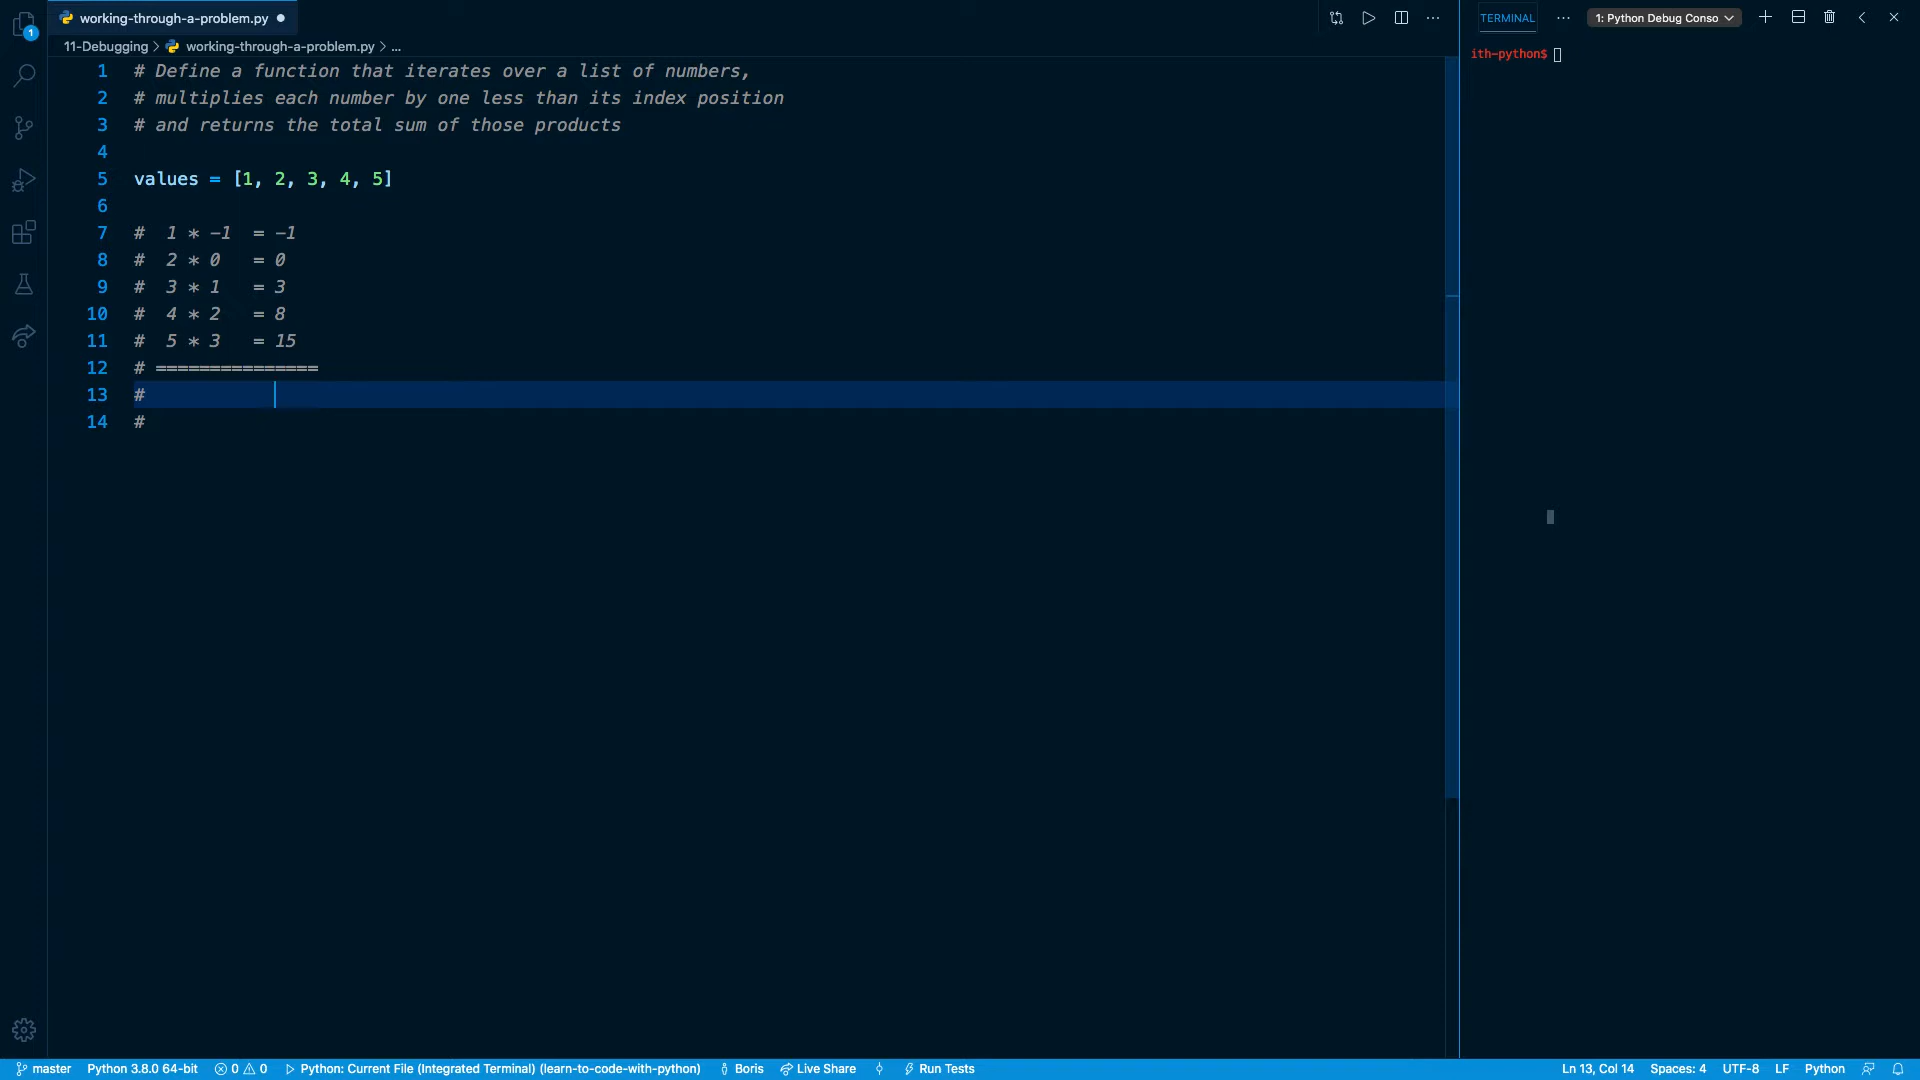 working-through-a-problem.py
TERMINAL
1: Python Debug Conso
11-Debugging > working-through-a-problem.py > ...
ith-python$
1 # Define a function that iterates over a list of numbers,
2 # multiplies each number by one less than its index position
3 # and returns the total sum of those products
4
5 values = [1, 2, 3, 4, 5]
6
7 #  1 * -1  = -1
8 #  2 * 0   = 0
9 #  3 * 1   = 3
10 #  4 * 2   = 8
11 #  5 * 3   = 15
12 # ===============
13 #
14 #
1
master Python 3.8.0 64-bit 0 0 Python: Current File (Integrated Terminal) (learn-to-code-with-python) Boris Live Share Run Tests Ln 13, Col 14 Spaces: 4 UTF-8 LF Python